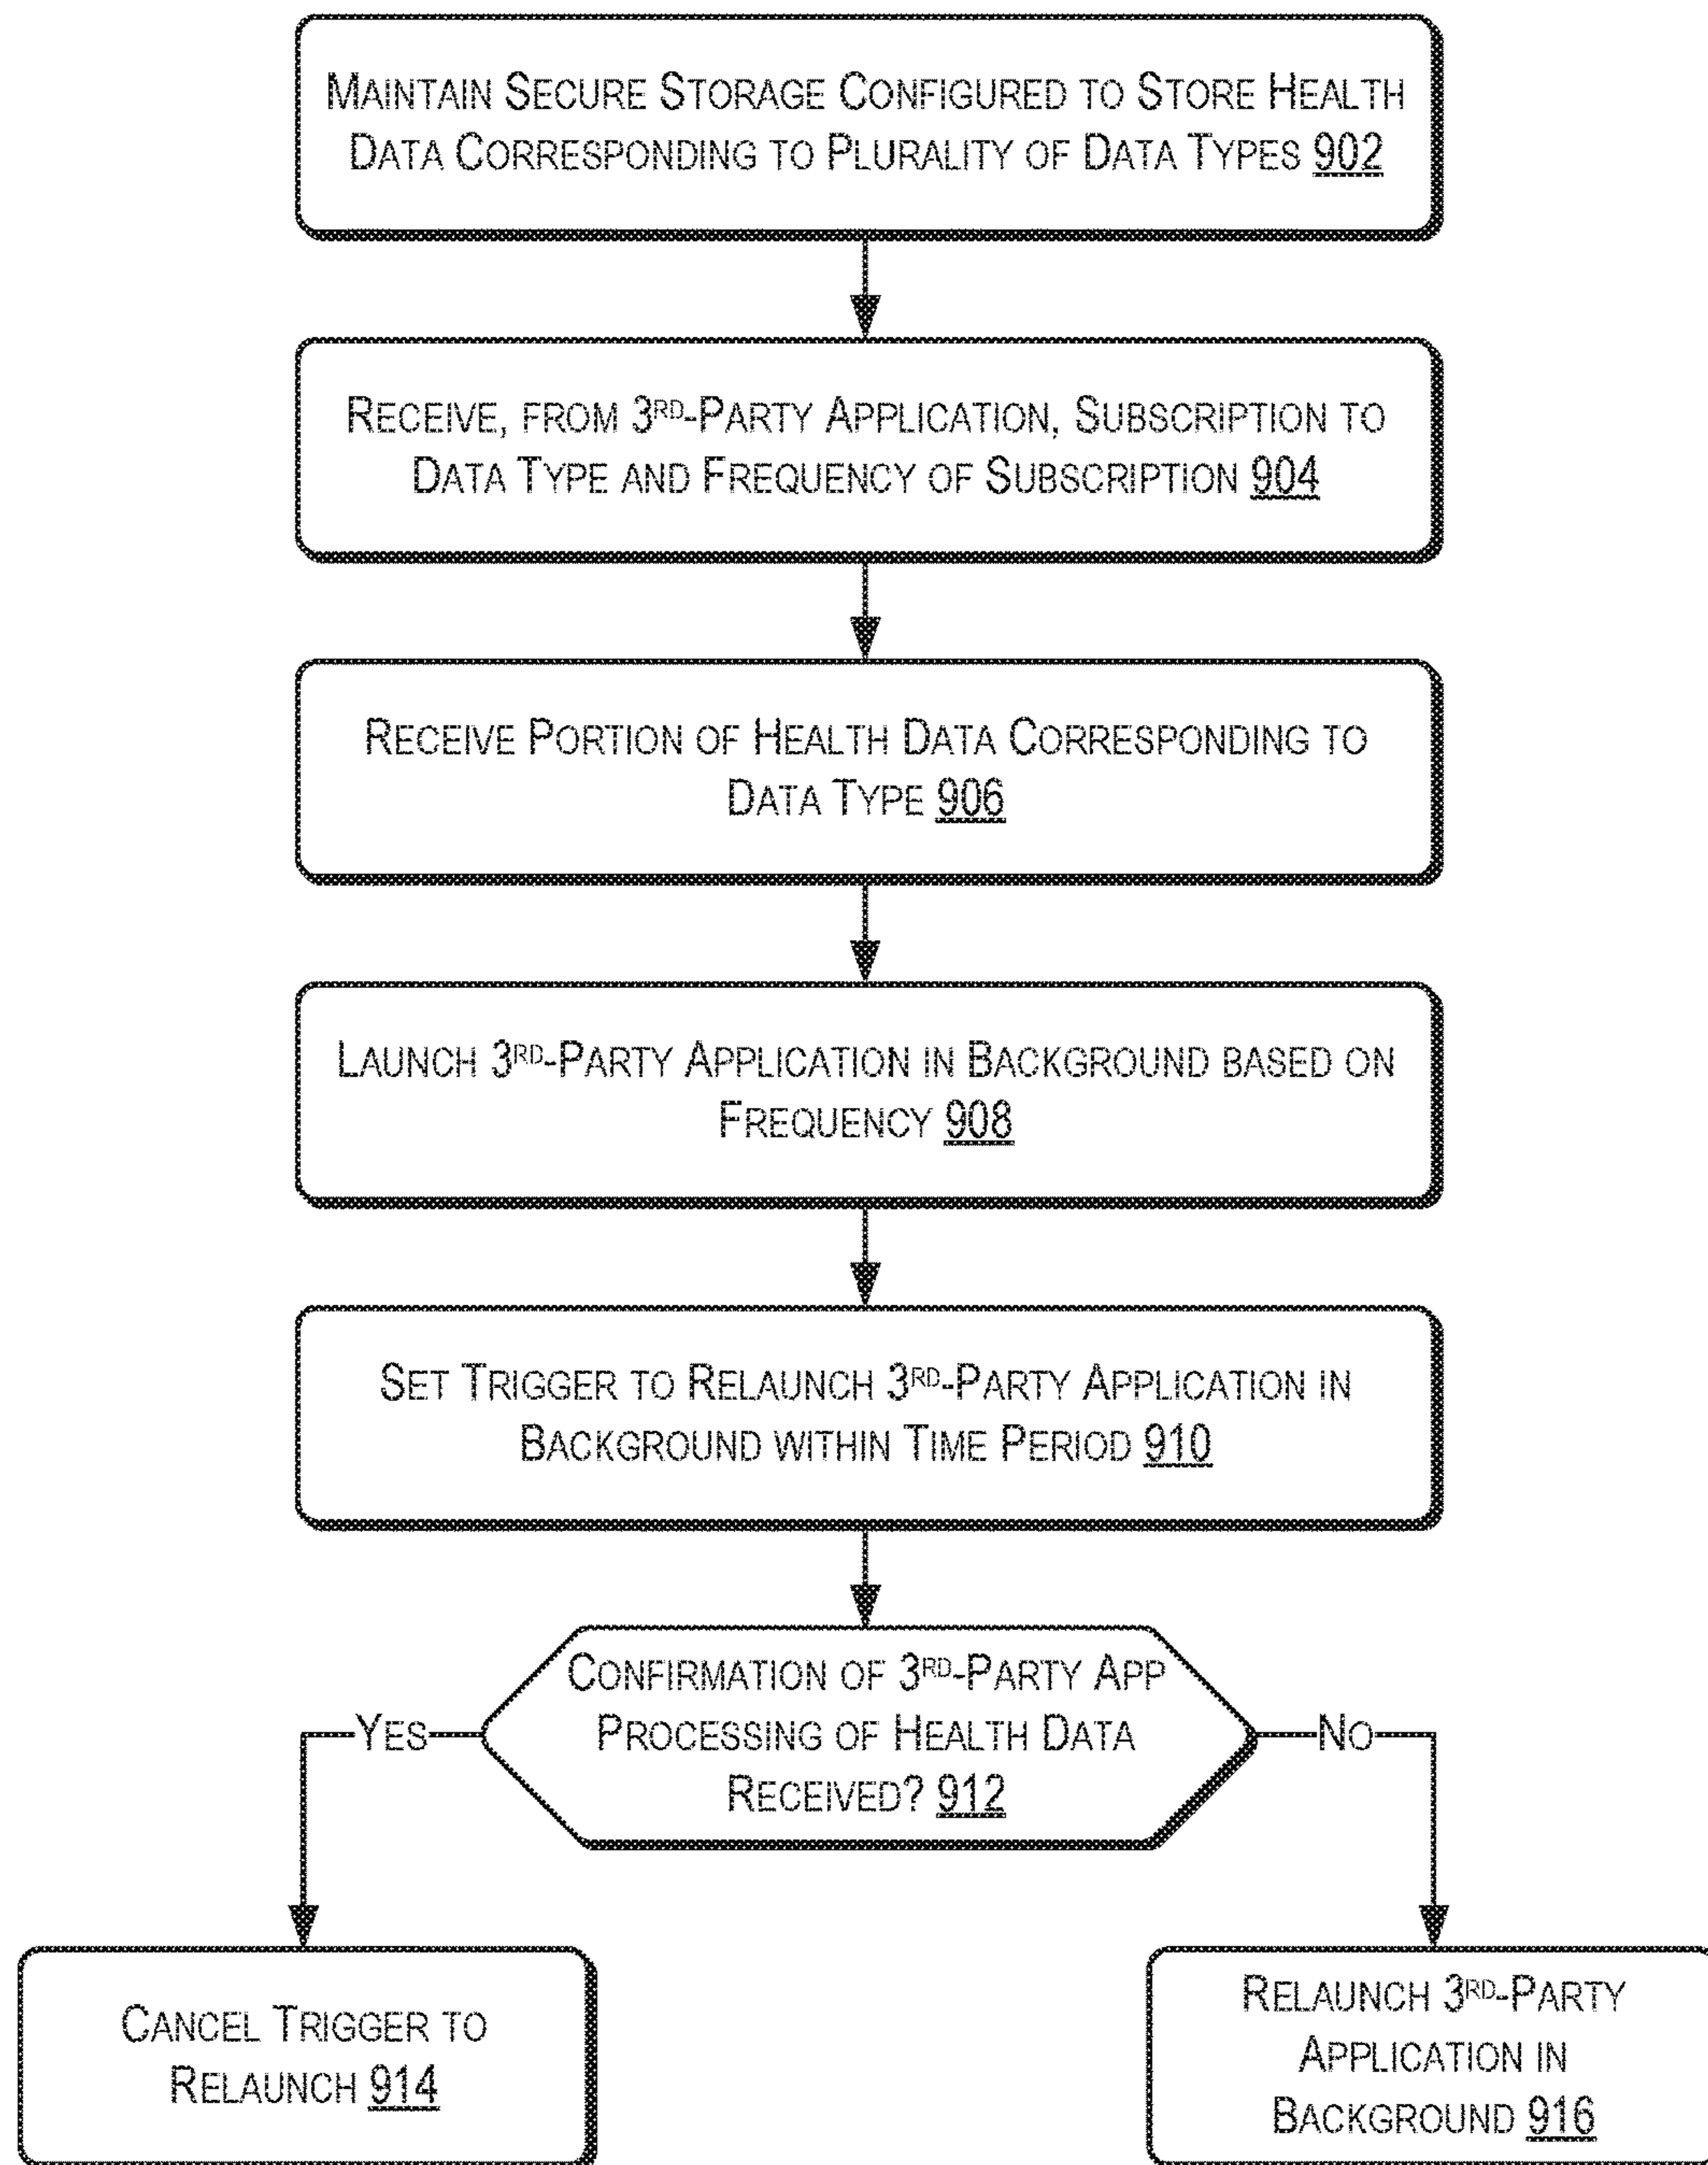 MAINTAIN SECURE STORAGE CONFIGURED TO STORE HEALTH
DATA CORRESPONDING TO PLURALITY OF DATA TYPES 902
RECEIVE, FROM 3RD-PARTY APPLICATION, SUBSCRIPTION TO
DATA TYPE AND FREQUENCY OF SUBSCRIPTION 904
RECEIVE PORTION OF HEALTH DATA CORRESPONDING TO
DATA TYPE 906
LAUNCH 3RD-PARTY APPLICATION IN BACKGROUND BASED ON
FREQUENCY 908
SET TRIGGER TO RELAUNCH 3RD-PARTY APPLICATION IN
BACKGROUND WITHIN TIME PERIOD 910
CONFIRMATION OF 3RD-PARTY APP
PROCESSING OF HEALTH DATA
RECEIVED? 912
YES
NO
CANCEL TRIGGER TO
RELAUNCH 914
RELAUNCH 3RD-PARTY
APPLICATION IN
BACKGROUND 916